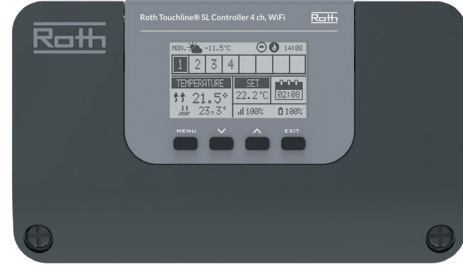 Roth
Roth Touchline® SL Controller 4 ch, WiFi
Roth
MON. -11.5°C 14:08
1 2 3 4
TEMPERATURE SET
21.5° 22.2°C 02:08
23,3° 100% 100%
MENU EXIT